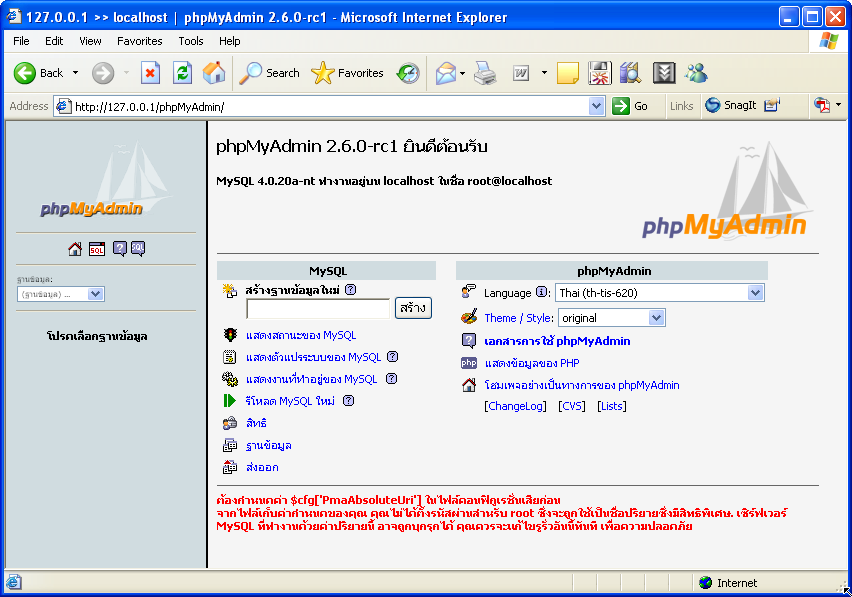 127.0.0.1 >> localhost | phpMyAdmin 2.6.0-rc1 - Microsoft Internet Explorer
File Edit View Favorites Tools Help
Back Search Favorites
Address http://127.0.0.1/phpMyAdmin/ Go Links SnagIt
phpMyAdmin
SQL ? SQL
ฐานข้อมูล:
(ฐานข้อมูล) ...
โปรดเลือกฐานข้อมูล
phpMyAdmin 2.6.0-rc1 ยินดีต้อนรับ
MySQL 4.0.20a-nt ทำงานอยู่บน localhost ในชื่อ root@localhost
phpMyAdmin
MySQL
สร้างฐานข้อมูลใหม่
สร้าง
แสดงสถานะของ MySQL
แสดงตัวแปรระบบของ MySQL
แสดงงานที่ทำอยู่ของ MySQL
รีโหลด MySQL ใหม่
สิทธิ
ฐานข้อมูล
ส่งออก
phpMyAdmin
Language : Thai (th-tis-620)
Theme / Style: original
เอกสารการใช้ phpMyAdmin
php แสดงข้อมูลของ PHP
โฮมเพจอย่างเป็นทางการของ phpMyAdmin
[ChangeLog] [CVS] [Lists]
ต้องกำหนดค่า $cfg['PmaAbsoluteUri'] ในไฟล์คอนฟิกูเรชั่นเสียก่อน
จากไฟล์เก็บค่ากำหนดของคุณ คุณไม่ได้ตั้งรหัสผ่านสำหรับ root ซึ่งจะถูกใช้เป็นชื่อปริยายซึ่งมีสิทธิพิเศษ. เซิร์ฟเวอร์
MySQL ที่ทำงานด้วยค่าปริยายนี้ อาจถูกบุกรุกได้ คุณควรจะแก้ไขรูรั่วอันนี้ทันที เพื่อความปลอดภัย
Internet